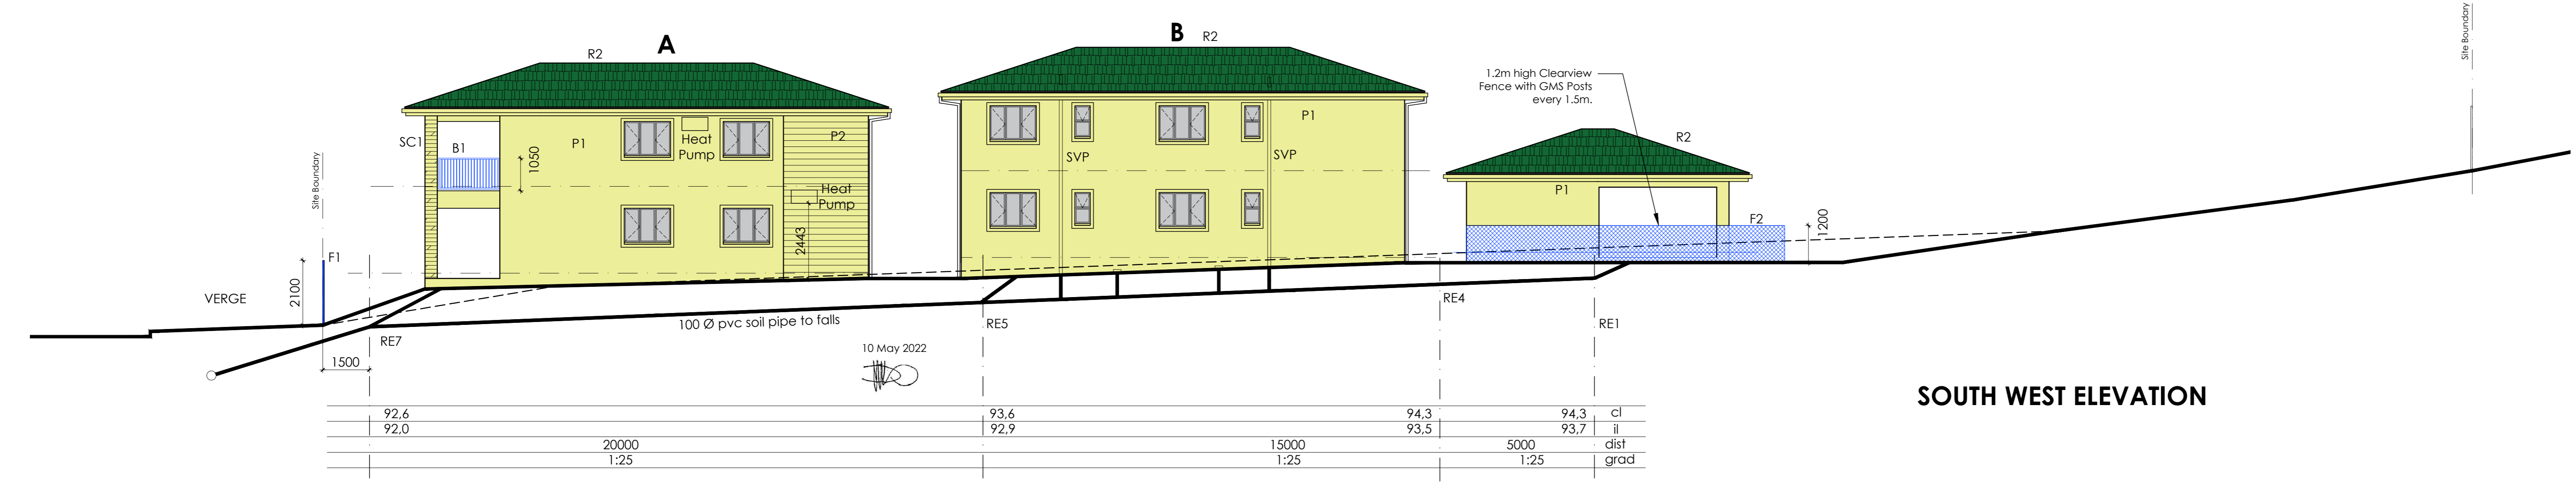 A
B
R2
R2
Site Boundary
1.2m high Clearview
Fence with GMS Posts
every 1.5m.
R2
SC1
B1
1050
P1
Heat
Pump
P2
SVP
SVP
P1
Site Boundary
Heat
Pump
P1
F2
1200
2443
F1
2100
VERGE
RE4
100 Ø pvc soil pipe to falls
RE5
RE1
RE7
10 May 2022
1500
SOUTH WEST ELEVATION
92,6 93,6 94,3 94,3 cl
92,0 92,9 93,5 93,7 il
20000 15000 5000 dist
1:25 1:25 1:25 grad